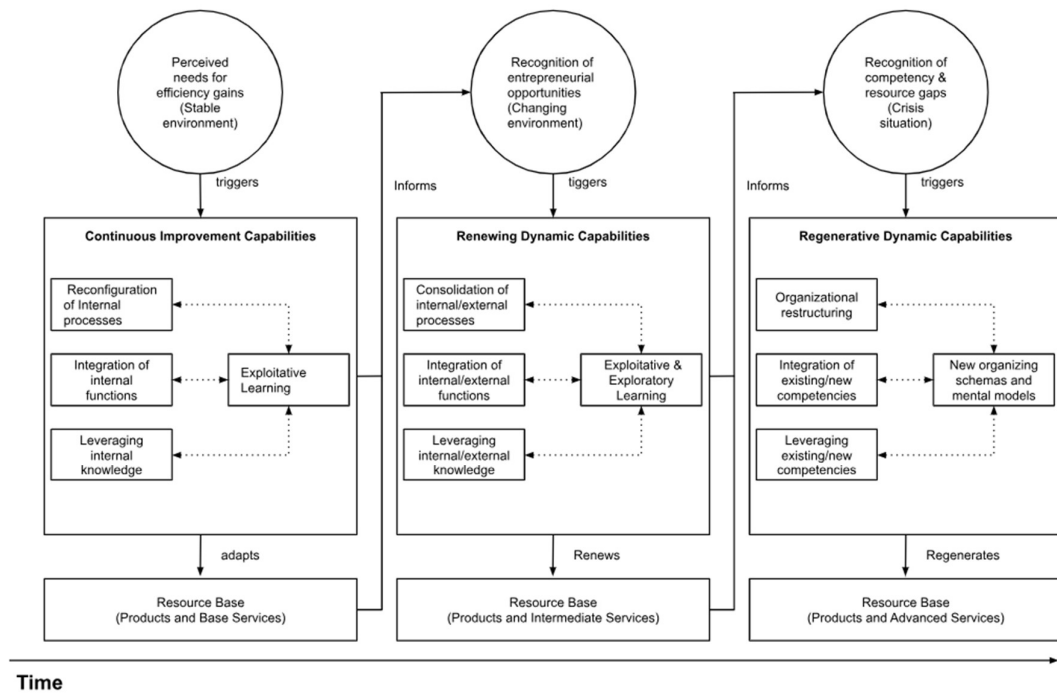 Perceived
needs for
efficiency gains
(Stable
environment)
triggers
Continuous Improvement Capabilities
Reconfiguration
of Internal
processes
Integration of
internal
functions
Leveraging
internal
knowledge
Exploitative
Learning
adapts
Resource Base
(Products and Base Services)
Informs
Recognition of
entrepreneurial
opportunities
(Changing
environment)
tiggers
Renewing Dynamic Capabilities
Consolidation of
internal/external
processes
Integration of
internal/external
functions
Leveraging
internal/external
knowledge
Exploitative &
Exploratory
Learning
Renews
Resource Base
(Products and Intermediate Services)
Informs
Recognition of
competency &
resource gaps
(Crisis
situation)
triggers
Regenerative Dynamic Capabilities
Organizational
restructuring
Integration of
existing/new
competencies
Leveraging
existing/new
competencies
New organizing
schemas and
mental models
Regenerates
Resource Base
(Products and Advanced Services)
Time